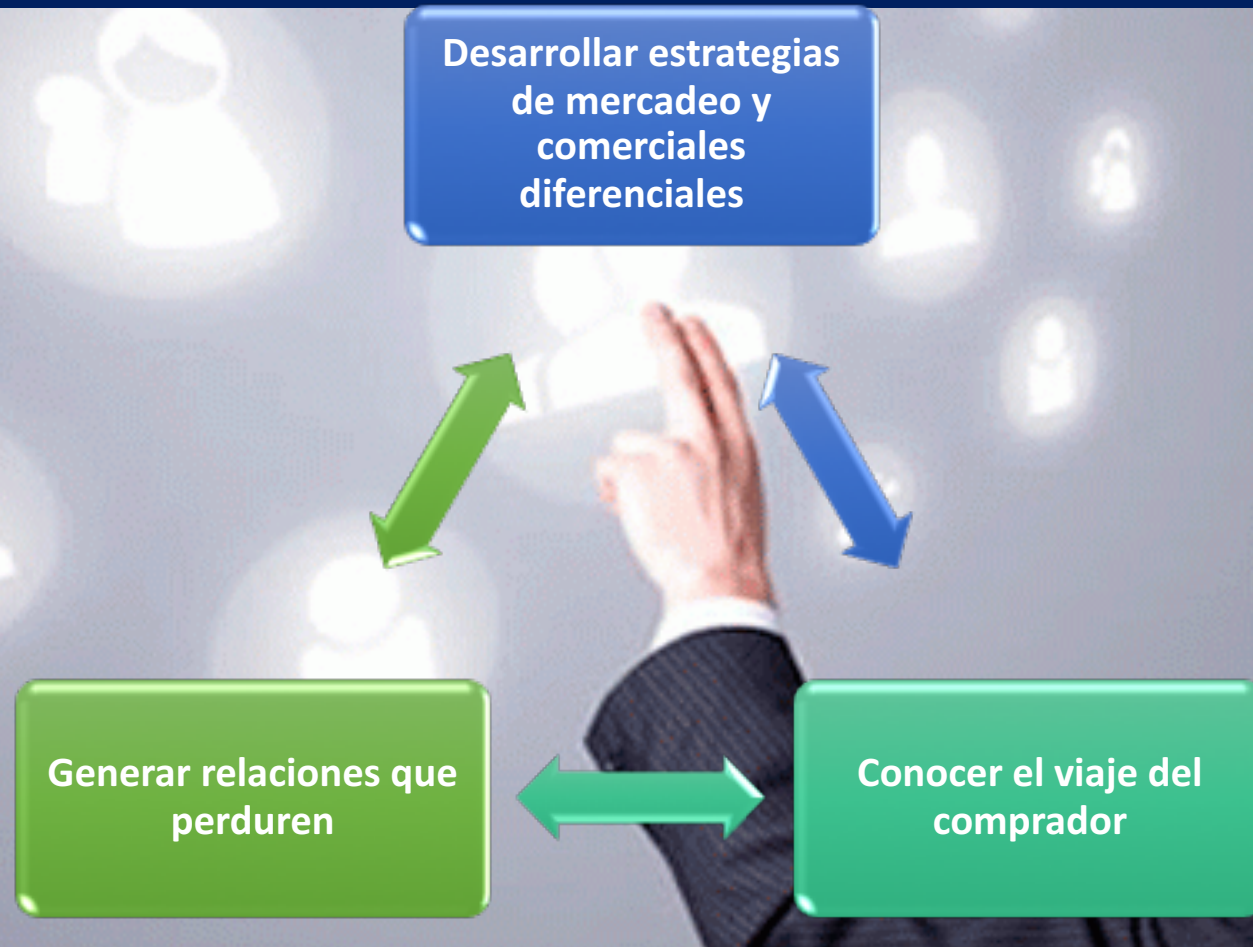 Desarrollar estrategias
de mercadeo y
comerciales
diferenciales
Generar relaciones que
perduren
Conocer el viaje del
comprador